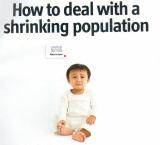 How to deal with a
shrinking population